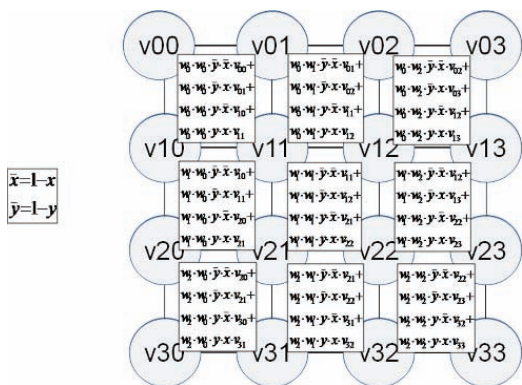 v00 v01 v02 v03
w₀·w₀·ȳ·x̄·v₀₀+
w₀·w₀·ȳ·x·v₀₁+
w₀·w₀·y·x̄·v₁₀+
w₀·w₀·y·x·v₁₁
w₀·w₁·ȳ·x̄·v₀₁+
w₀·w₁·ȳ·x·v₀₂+
w₀·w₁·y·x̄·v₁₁+
w₀·w₁·y·x·v₁₂
w₀·w₂·ȳ·x̄·v₀₂+
w₀·w₂·ȳ·x·v₀₃+
w₀·w₂·y·x̄·v₁₂+
w₀·w₂·y·x·v₁₃
v10 v11 v12 v13
x̄=1–x
ȳ=1–y
w₁·w₀·ȳ·x̄·v₁₀+
w₁·w₀·ȳ·x·v₁₁+
w₁·w₀·y·x̄·v₂₀+
w₁·w₀·y·x·v₂₁
w₁·w₁·ȳ·x̄·v₁₁+
w₁·w₁·ȳ·x·v₁₂+
w₁·w₁·y·x̄·v₂₁+
w₁·w₁·y·x·v₂₂
w₁·w₂·ȳ·x̄·v₁₂+
w₁·w₂·ȳ·x·v₁₃+
w₁·w₂·y·x̄·v₂₂+
w₁·w₂·y·x·v₂₃
v20 v21 v22 v23
w₂·w₀·ȳ·x̄·v₂₀+
w₂·w₀·ȳ·x·v₂₁+
w₂·w₀·y·x̄·v₃₀+
w₂·w₀·y·x·v₃₁
w₂·w₁·ȳ·x̄·v₂₁+
w₂·w₁·ȳ·x·v₂₂+
w₂·w₁·y·x̄·v₃₁+
w₂·w₁·y·x·v₃₂
w₂·w₂·ȳ·x̄·v₂₂+
w₂·w₂·ȳ·x·v₂₃+
w₂·w₂·y·x̄·v₃₂+
w₂·w₂·y·x·v₃₃
v30 v31 v32 v33